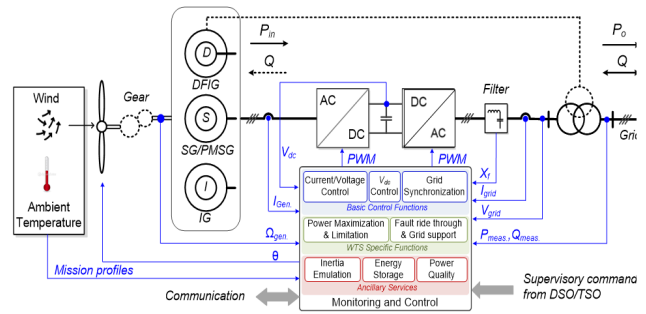 D
DFIG
S
SG/PMSG
I
IG
P_in
Q
P_o
Q
Wind
Ambient
Temperature
Gear
AC
DC
DC
AC
Filter
Grid
V_dc
PWM
PWM
X_f
I_Gen.
I_grid
V_grid
Ω_gen.
P_meas., Q_meas.
θ
Current/Voltage
Control
V_dc
Control
Grid
Synchronization
Basic Control Functions
Power Maximization
& Limitation
Fault ride through
& Grid support
WTS Specific Functions
Inertia
Emulation
Energy
Storage
Power
Quality
Ancillary Services
Monitoring and Control
Mission profiles
Communication
Supervisory command
from DSO/TSO